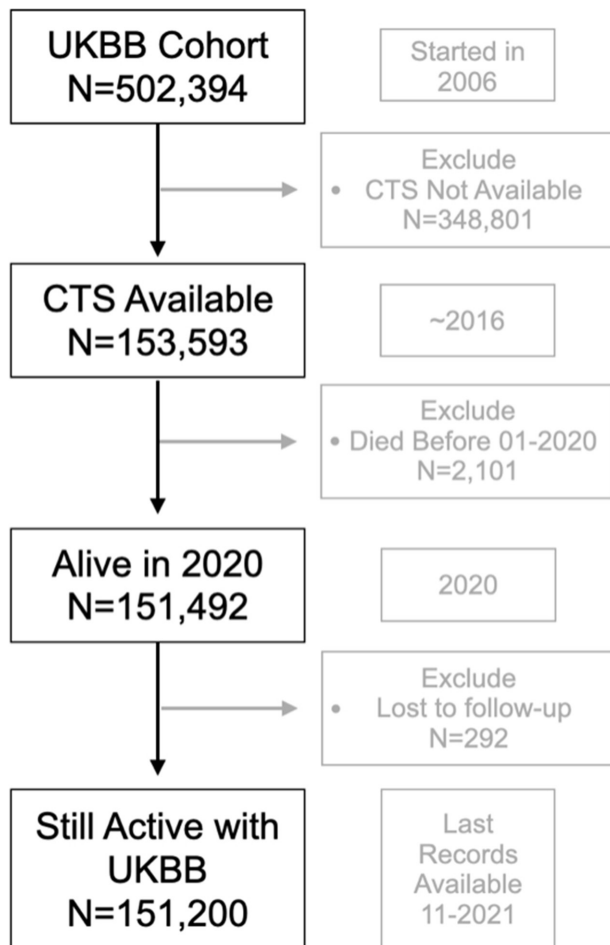 UKBB Cohort
N=502,394
Started in
2006
Exclude
• CTS Not Available
N=348,801
CTS Available
N=153,593
~2016
Exclude
• Died Before 01-2020
N=2,101
Alive in 2020
N=151,492
2020
Exclude
• Lost to follow-up
N=292
Still Active with
UKBB
N=151,200
Last
Records
Available
11-2021